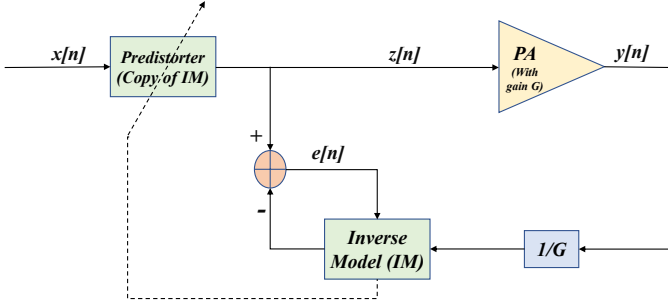 x[n]
Predistorter
(Copy of IM)
z[n]
PA
(With
gain G)
y[n]
+
e[n]
-
Inverse
Model (IM)
1/G